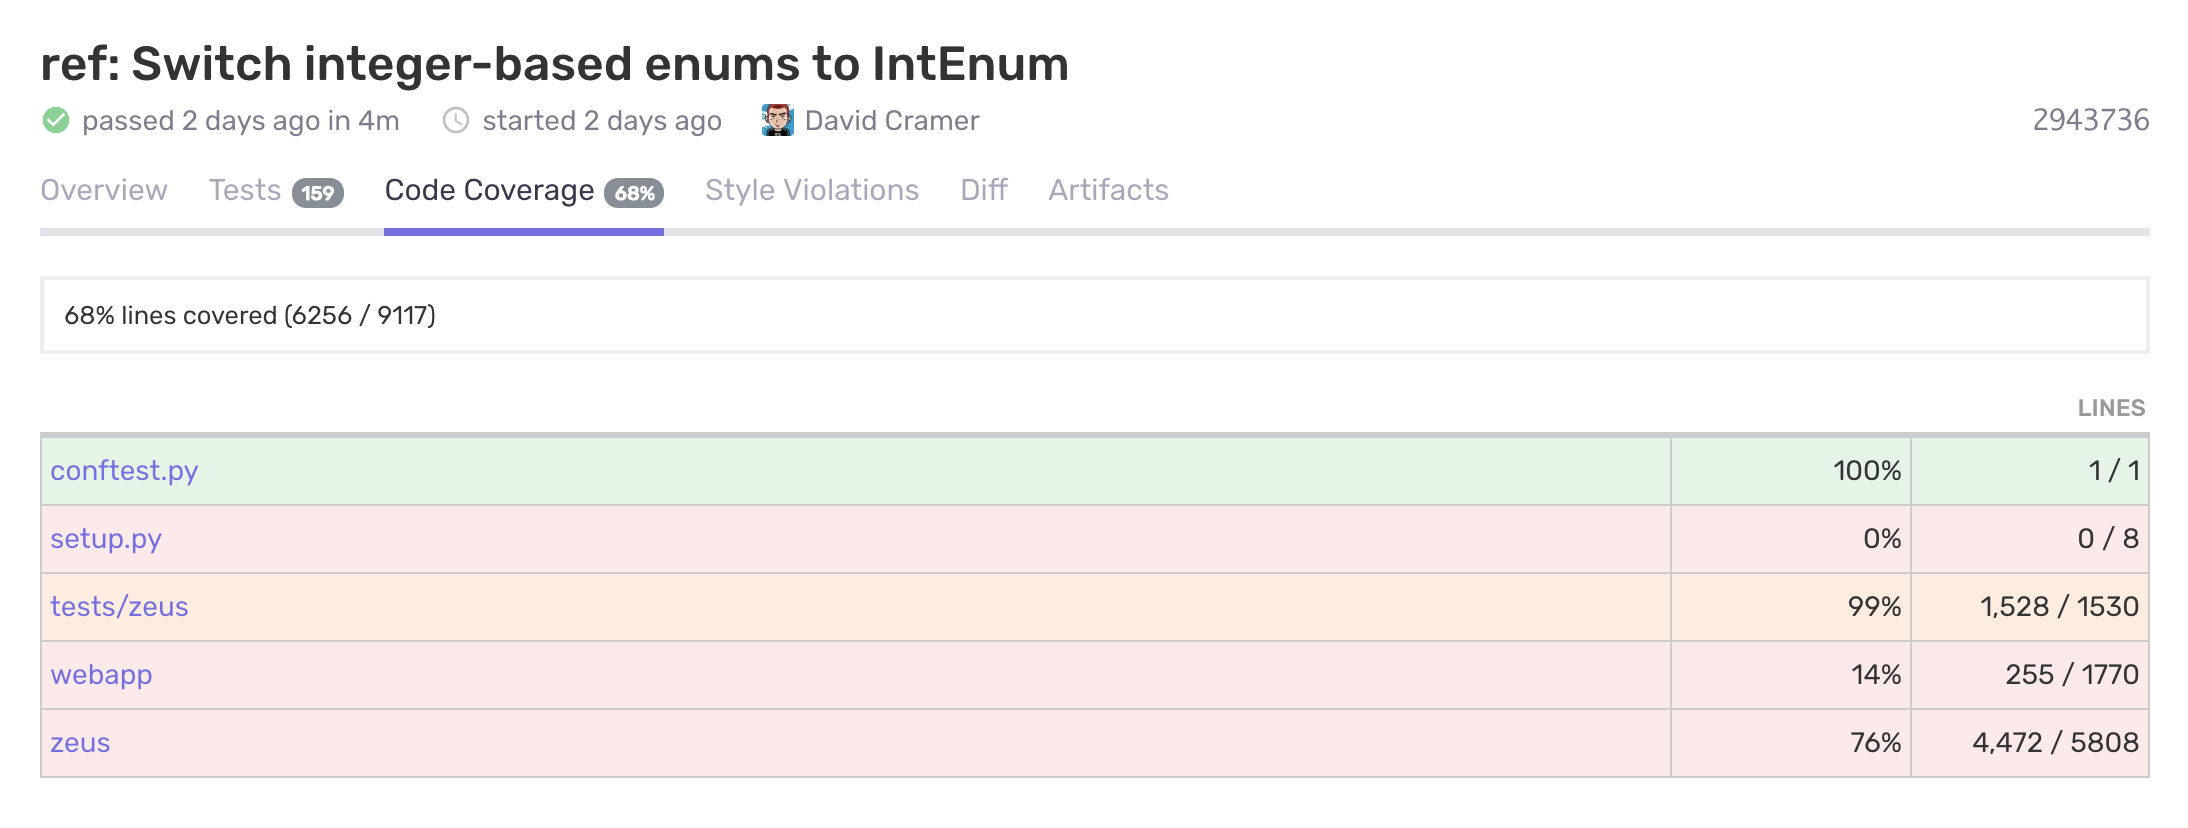 ref: Switch integer-based enums to IntEnum
passed 2 days ago in 4m started 2 days ago David Cramer 2943736
Overview Tests 159 Code Coverage 68% Style Violations Diff Artifacts
68% lines covered (6256 / 9117)
LINES
conftest.py 100% 1 / 1
setup.py 0% 0 / 8
tests/zeus 99% 1,528 / 1530
webapp 14% 255 / 1770
zeus 76% 4,472 / 5808